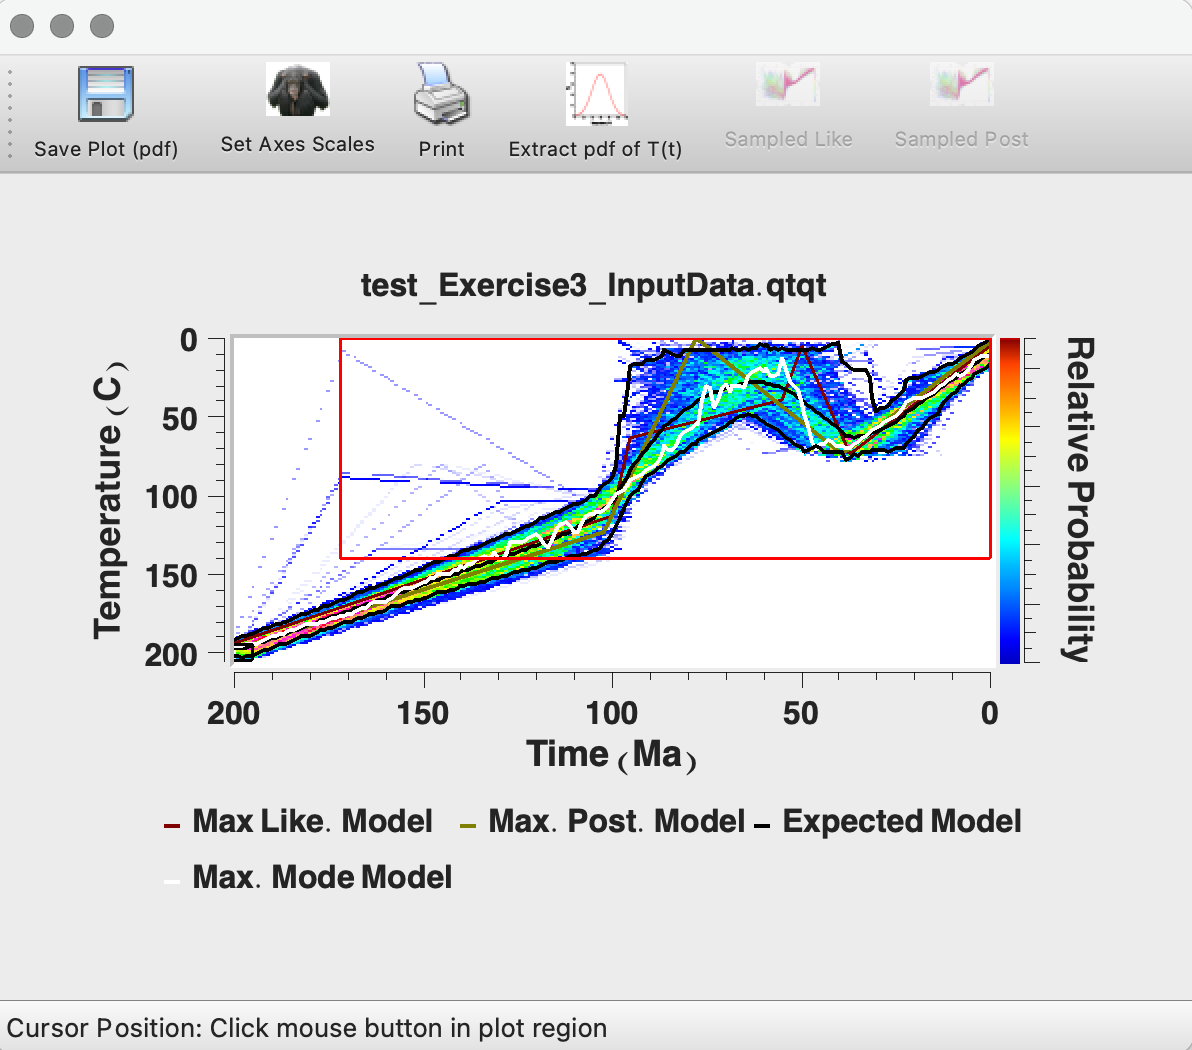 Save Plot (pdf)
Set Axes Scales
Print
Extract pdf of T(t)
Sampled Like
Sampled Post
test_Exercise3_InputData.qtqt
Temperature (C)
0
50
100
150
200
200
150
100
50
0
Time (Ma)
Relative Probability
Max Like. Model
Max. Post. Model
Expected Model
Max. Mode Model
Cursor Position: Click mouse button in plot region